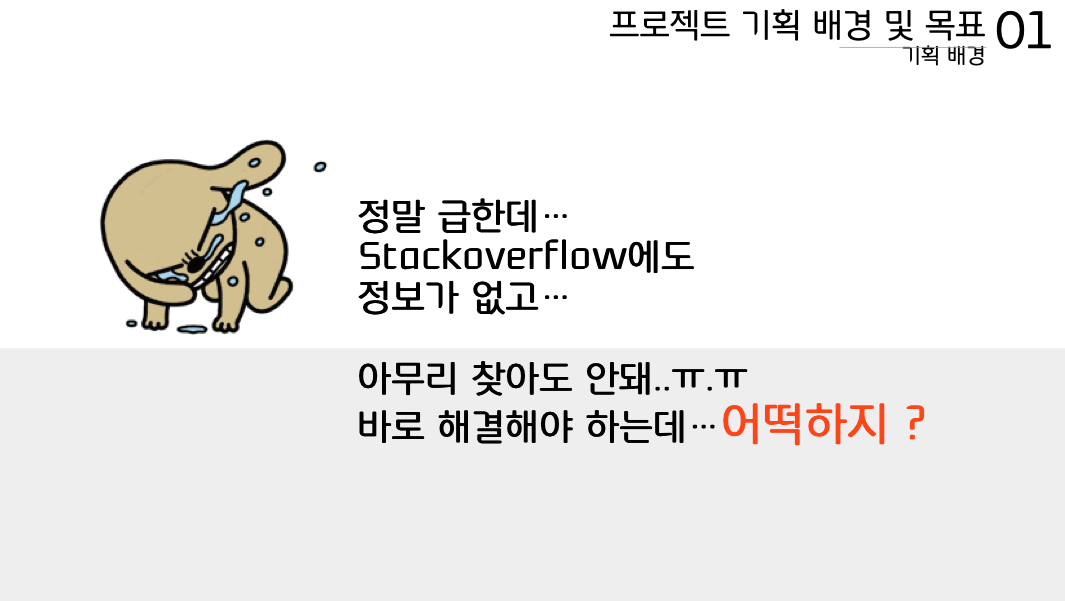 프로젝트 기획 배경 및 목표 01
기획 배경
정말 급한데…
Stackoverflow에도
정보가 없고…
아무리 찾아도 안돼..ㅠ.ㅠ
바로 해결해야 하는데…어떡하지 ?